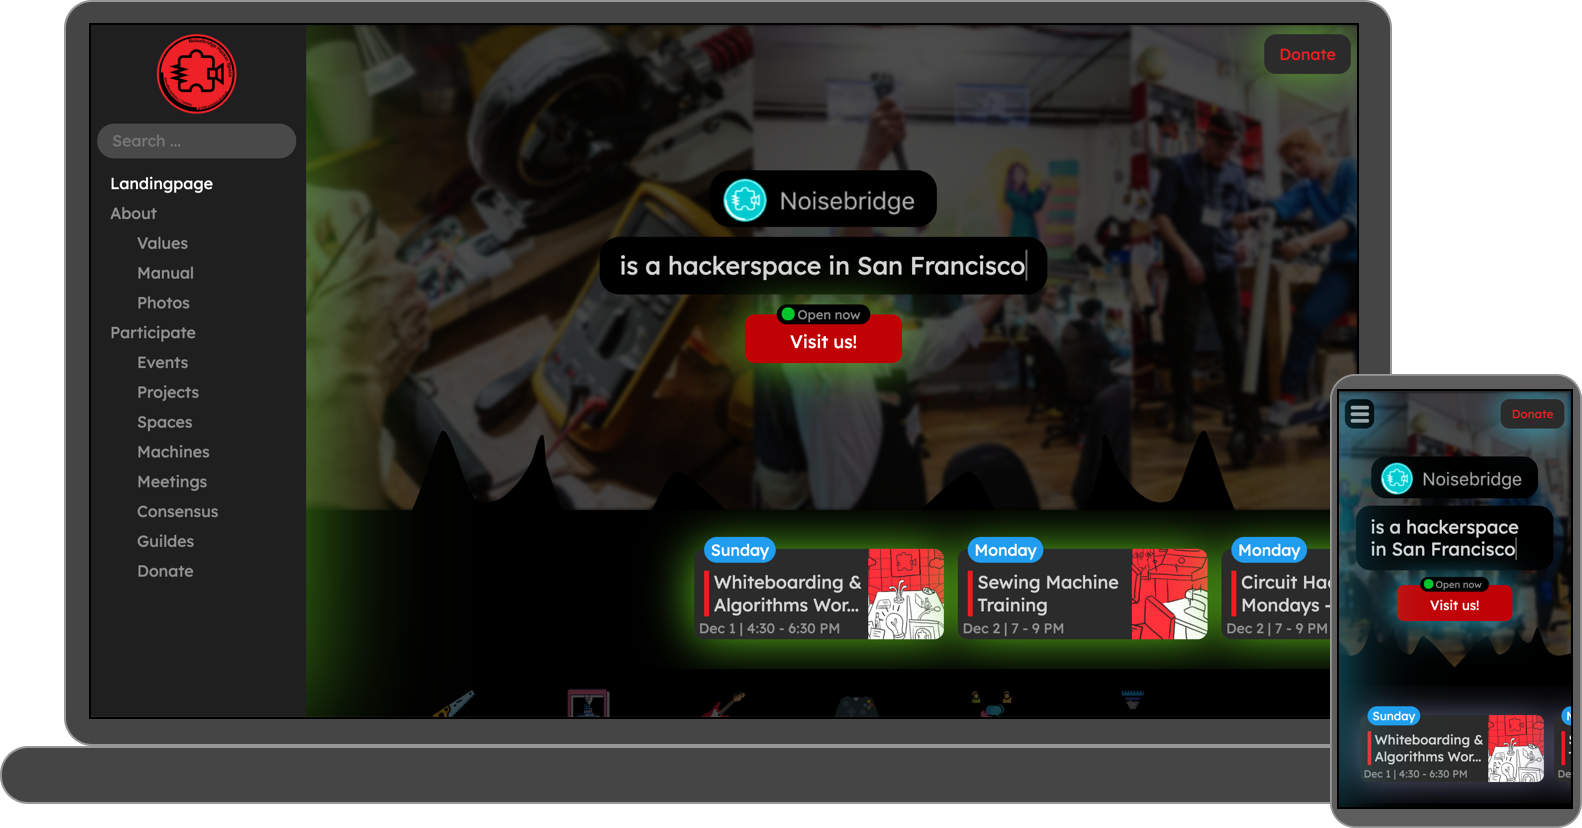 Search ...
Landingpage
About
Values
Manual
Photos
Participate
Events
Projects
Spaces
Machines
Meetings
Consensus
Guildes
Donate
Donate
Noisebridge
is a hackerspace in San Francisco
Open now
Visit us!
Sunday
Whiteboarding &
Algorithms Wor...
Dec 1 | 4:30 - 6:30 PM
Monday
Sewing Machine
Training
Dec 2 | 7 - 9 PM
Monday
Circuit Ha
Mondays -
Dec 2 | 7 - 9 PM
Donate
Noisebridge
is a hackerspace
in San Francisco
Open now
Visit us!
Sunday
Whiteboarding &
Algorithms Wor...
Dec 1 | 4:30 - 6:30 PM